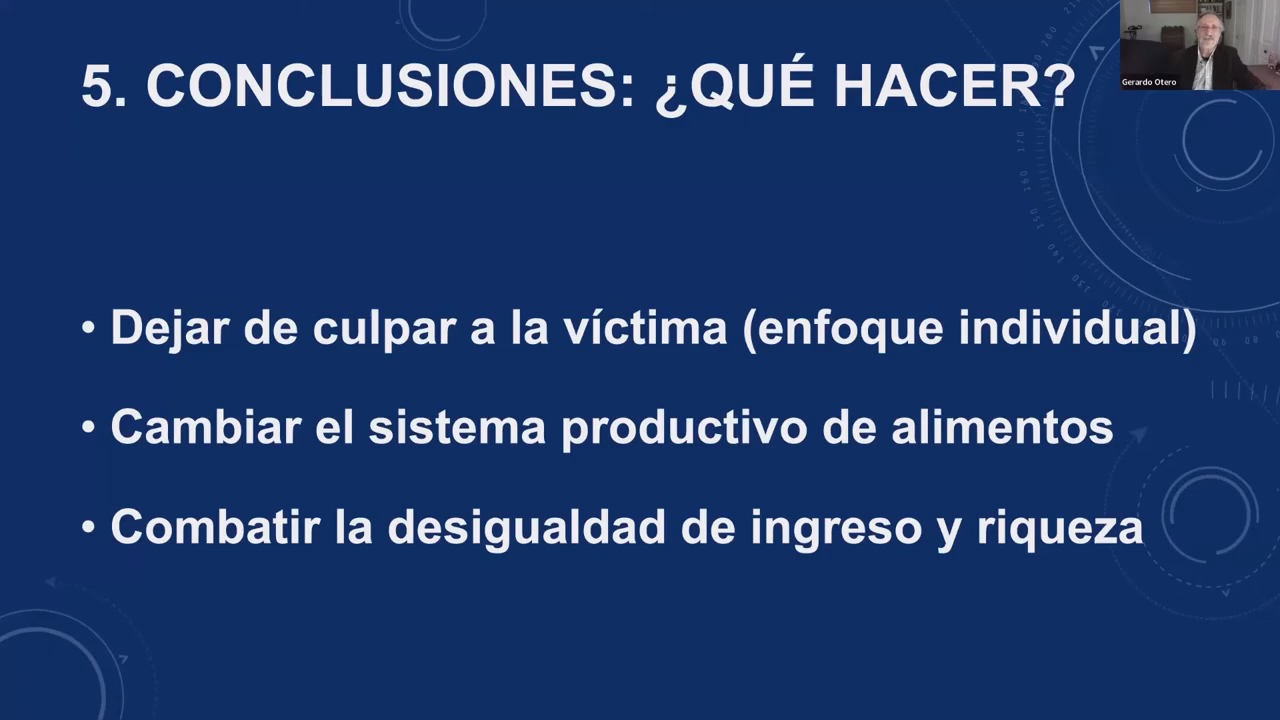 5. CONCLUSIONES: ¿QUÉ HACER?
Gerardo Otero
• Dejar de culpar a la víctima (enfoque individual)
• Cambiar el sistema productivo de alimentos
• Combatir la desigualdad de ingreso y riqueza